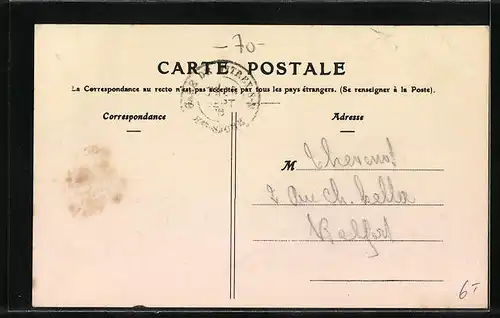 -70-
CARTE POSTALE
La Correspondance au recto n'est pas acceptée par tous les pays étrangers. (Se renseigner à la Poste).
Correspondance
Adresse
M Thevenot
Belfort
6-